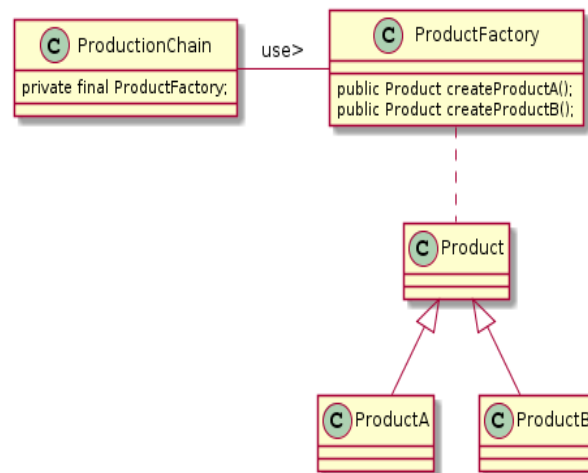 C ProductionChain
private final ProductFactory;
use>
C ProductFactory
public Product createProductA();
public Product createProductB();
C Product
C ProductA
C ProductB